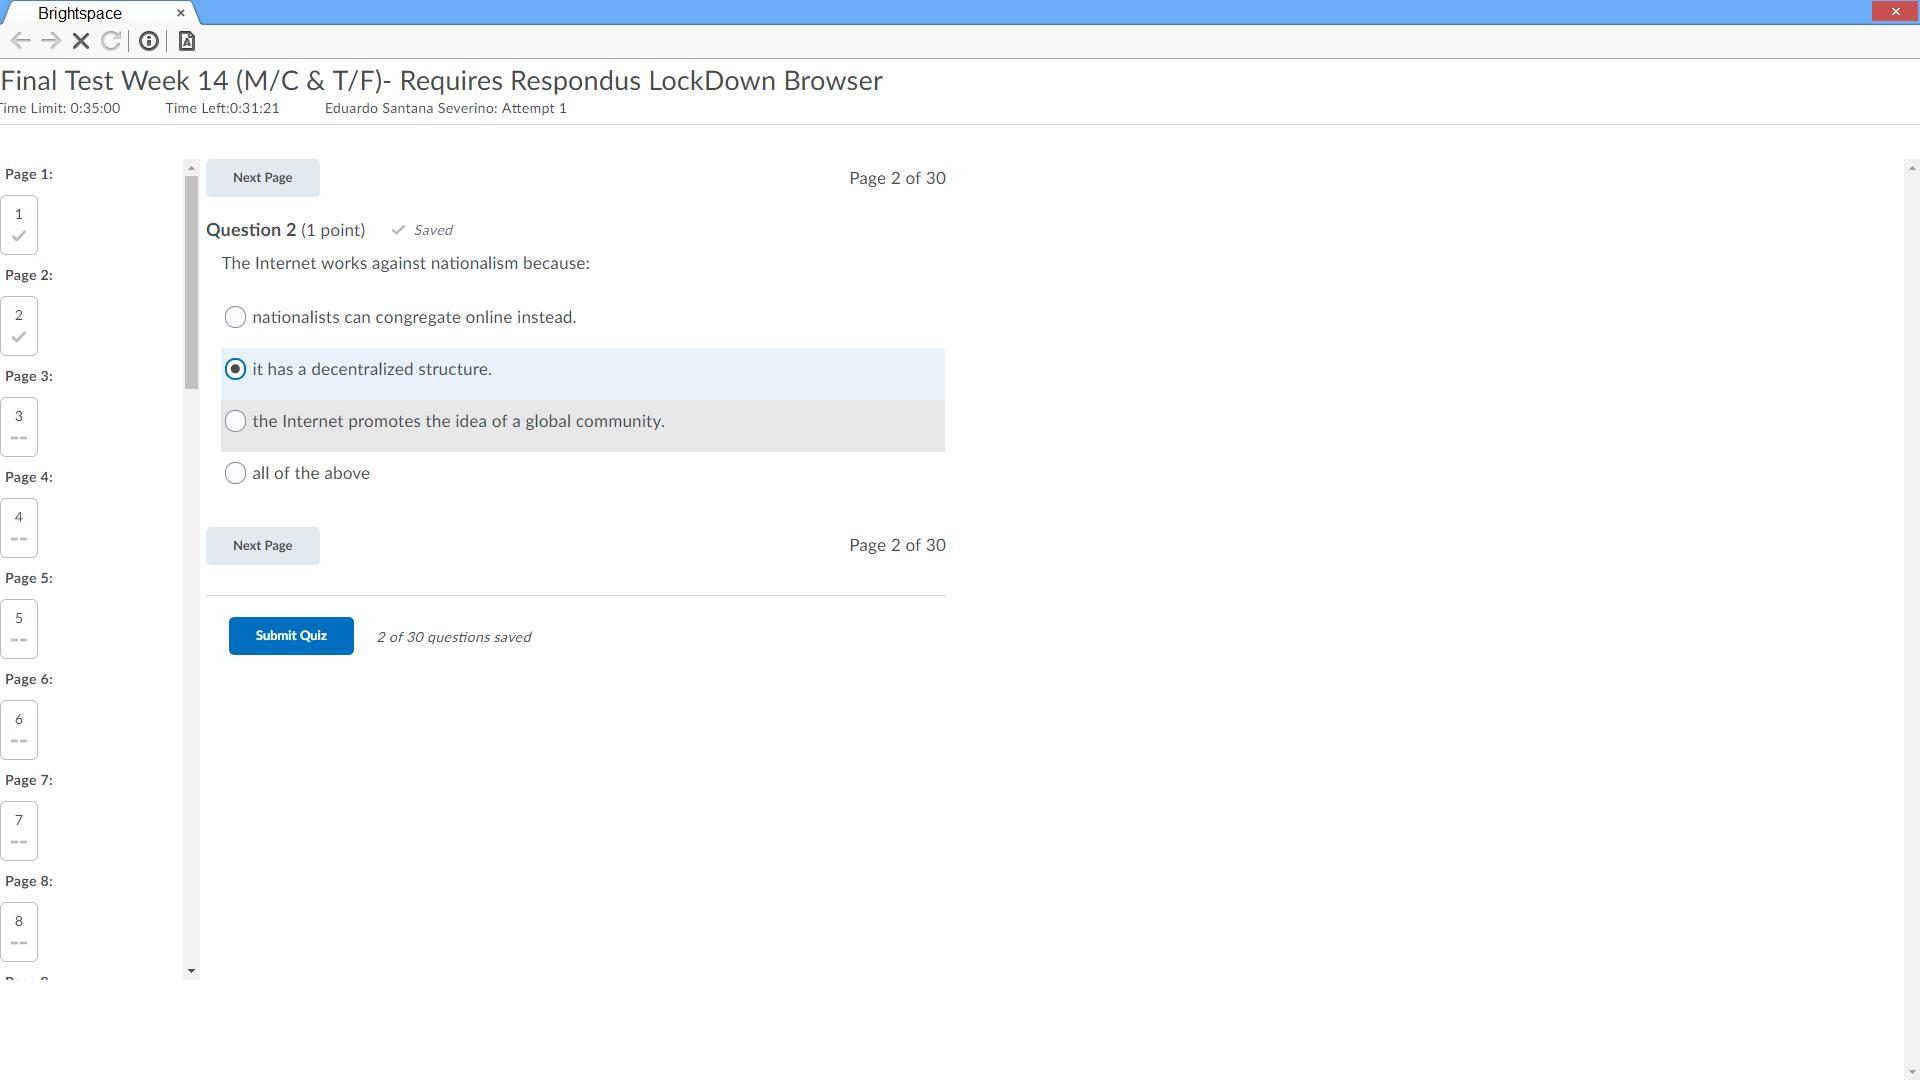 Brightspace
Final Test Week 14 (M/C & T/F)- Requires Respondus LockDown Browser
Time Limit: 0:35:00 Time Left:0:31:21 Eduardo Santana Severino: Attempt 1
Page 1:
1
Page 2:
2
Page 3:
3
--
Page 4:
4
--
Page 5:
5
--
Page 6:
6
--
Page 7:
7
--
Page 8:
8
--
Next Page Page 2 of 30
Question 2 (1 point) Saved
The Internet works against nationalism because:
nationalists can congregate online instead.
it has a decentralized structure.
the Internet promotes the idea of a global community.
all of the above
Next Page Page 2 of 30
Submit Quiz 2 of 30 questions saved